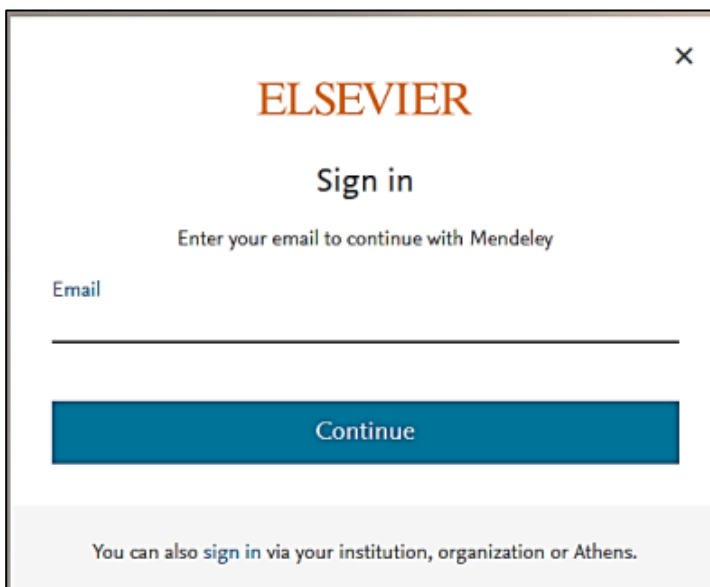 ×
ELSEVIER
Sign in
Enter your email to continue with Mendeley
Email
Continue
You can also sign in via your institution, organization or Athens.